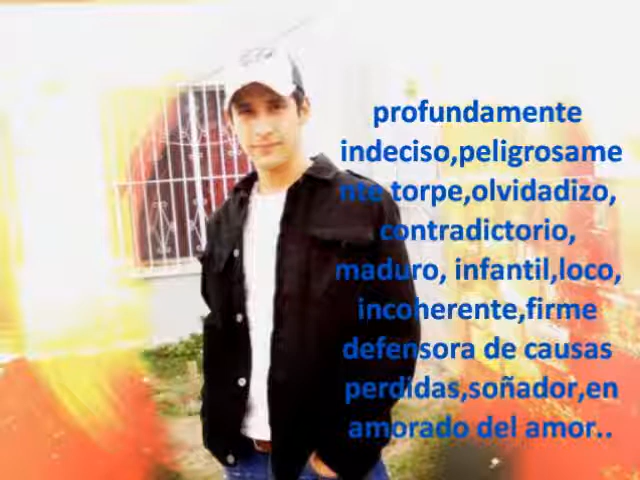 profundamente
indeciso,peligrosame
nte torpe,olvidadizo,
contradictorio,
maduro, infantil,loco,
incoherente,firme
defensora de causas
perdidas,soñador,en
amorado del amor..